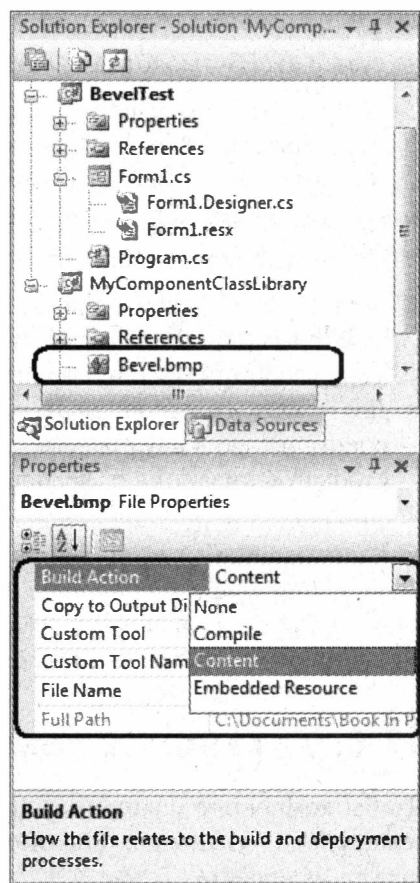 Solution Explorer - Solution 'MyComp...
BevelTest
Properties
References
Form1.cs
Form1.Designer.cs
Form1.resx
Program.cs
MyComponentClassLibrary
Properties
References
Bevel.bmp
Solution Explorer Data Sources
Properties
Bevel.bmp File Properties
Build Action Content
Copy to Output Di None
Custom Tool Compile
Custom Tool Nam Content
File Name Embedded Resource
Full Path C:\Documents\Book In P
Build Action
How the file relates to the build and deployment
processes.